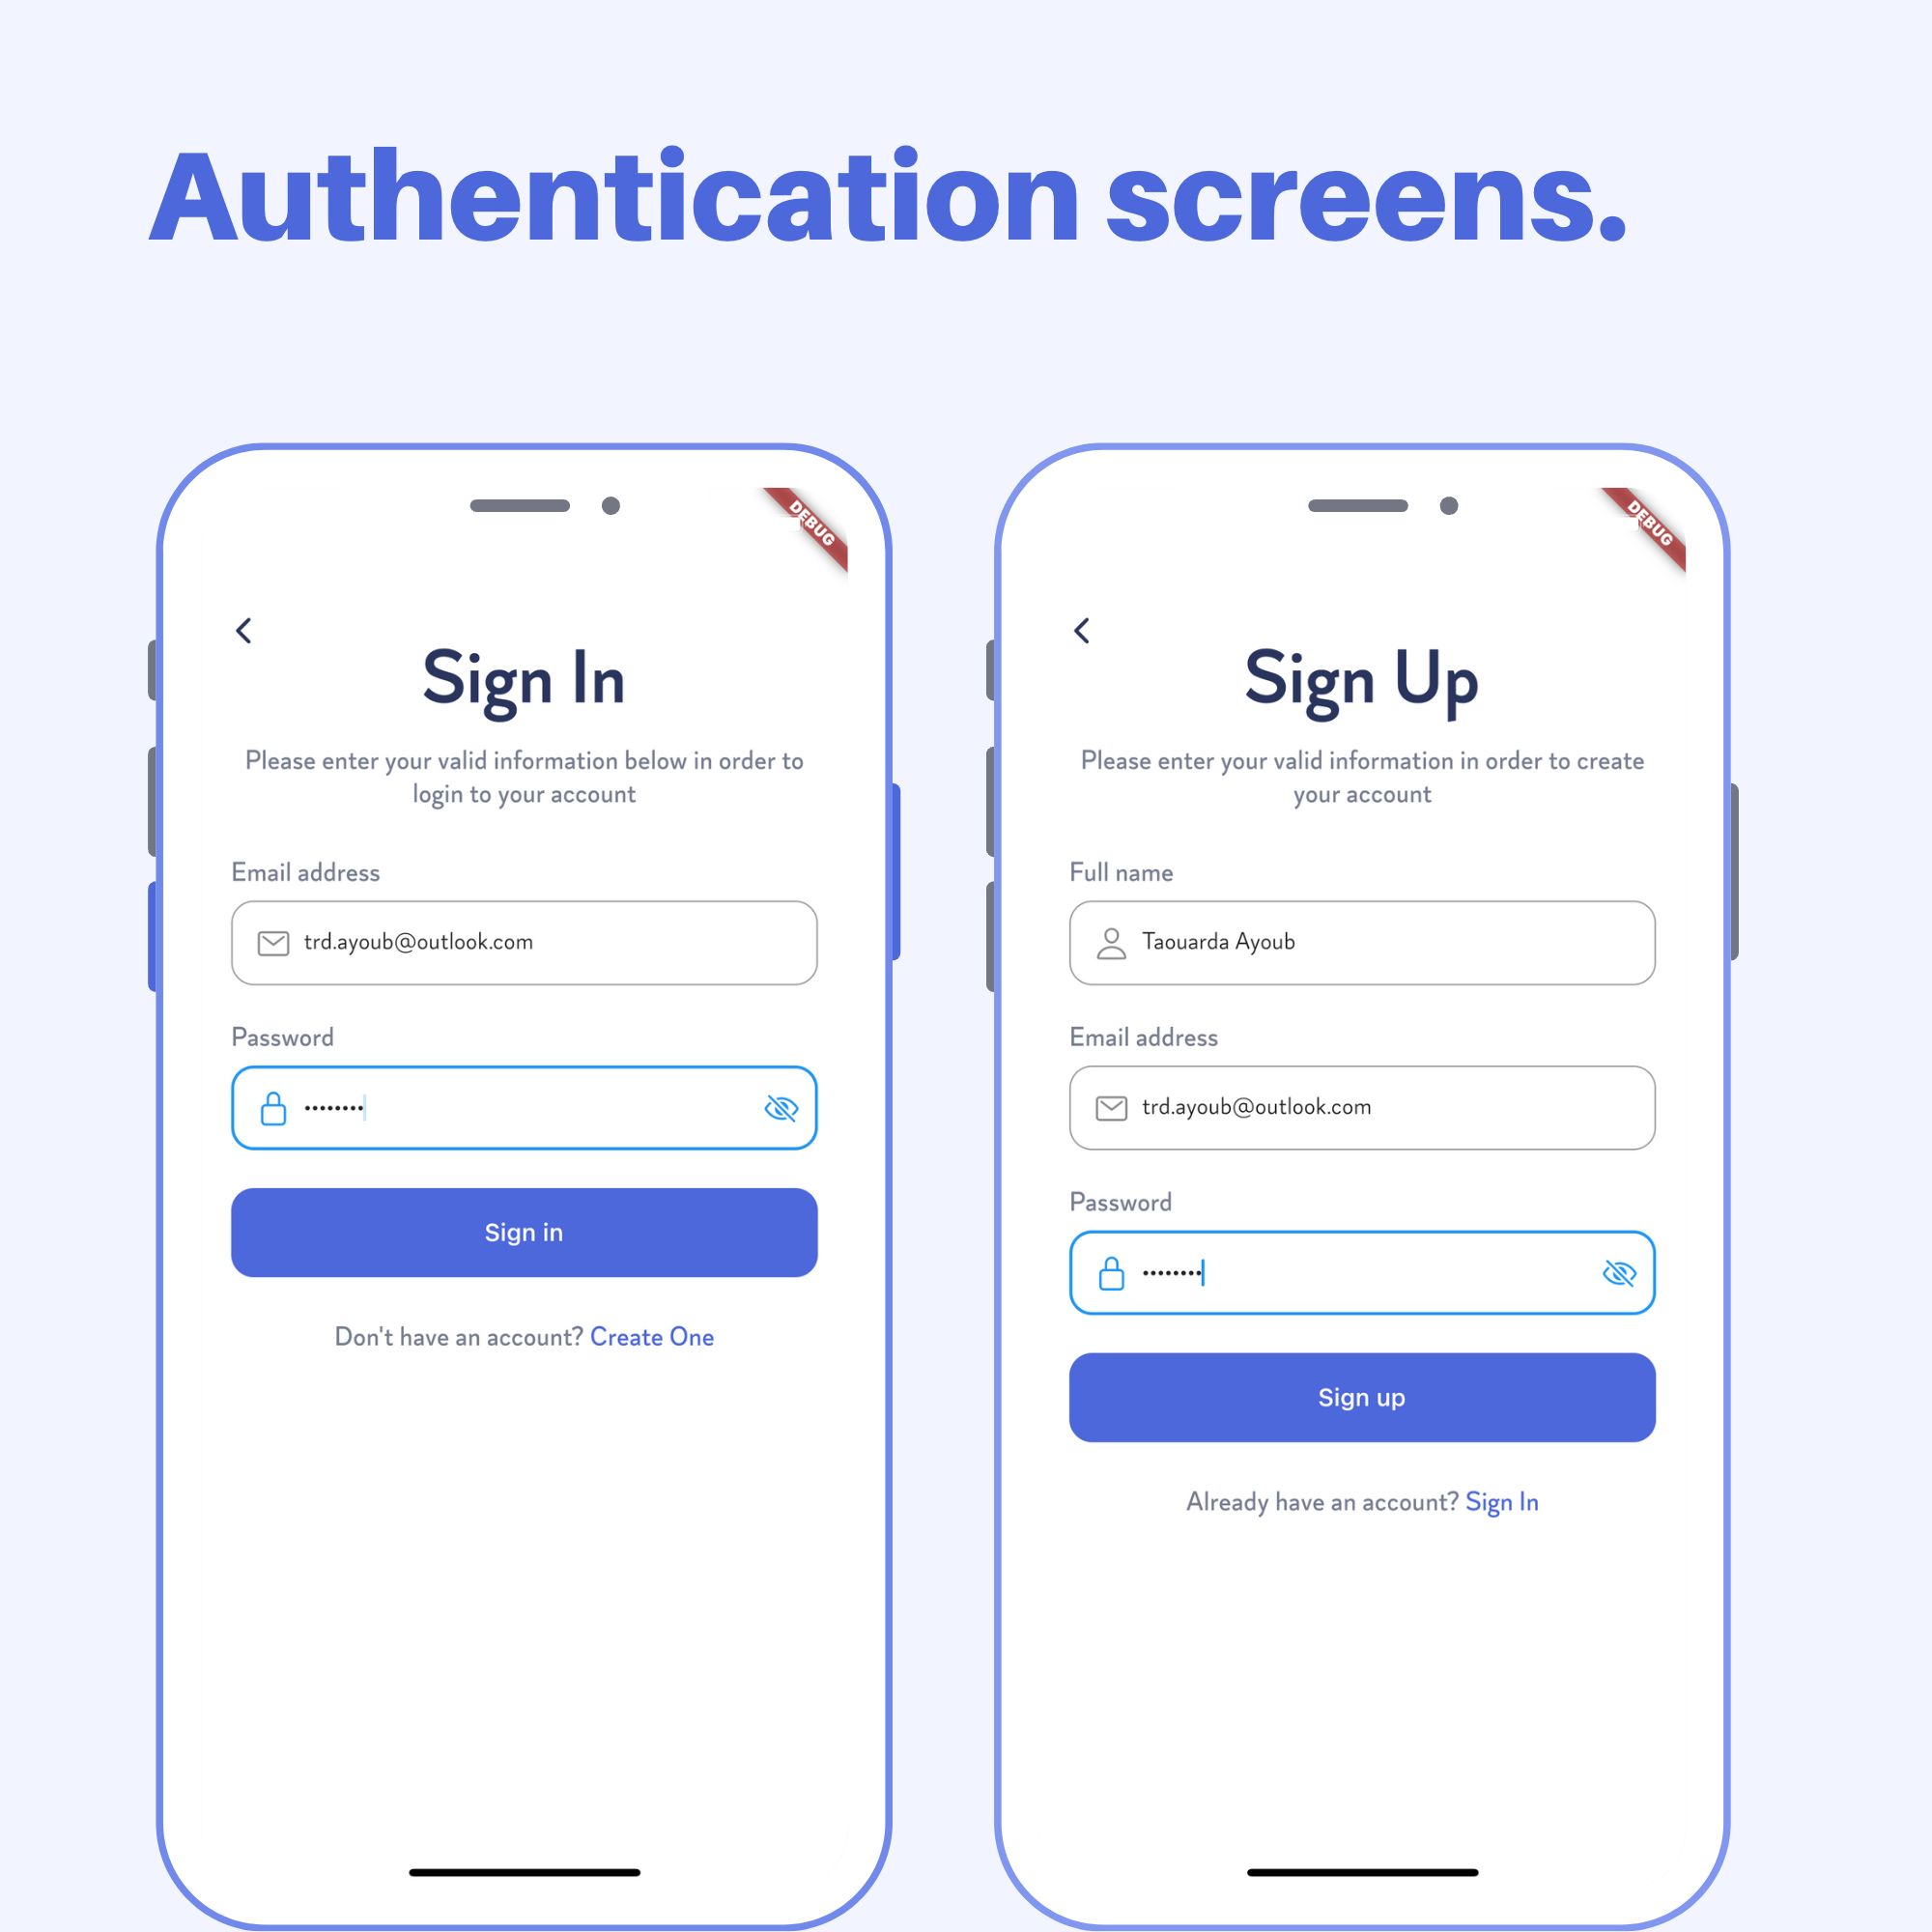 Authentication screens.
DEBUG
Sign In
Please enter your valid information below in order to
login to your account
Email address
trd.ayoub@outlook.com
Password
••••••••
Sign in
Don't have an account? Create One
DEBUG
Sign Up
Please enter your valid information in order to create
your account
Full name
Taouarda Ayoub
Email address
trd.ayoub@outlook.com
Password
••••••••
Sign up
Already have an account? Sign In